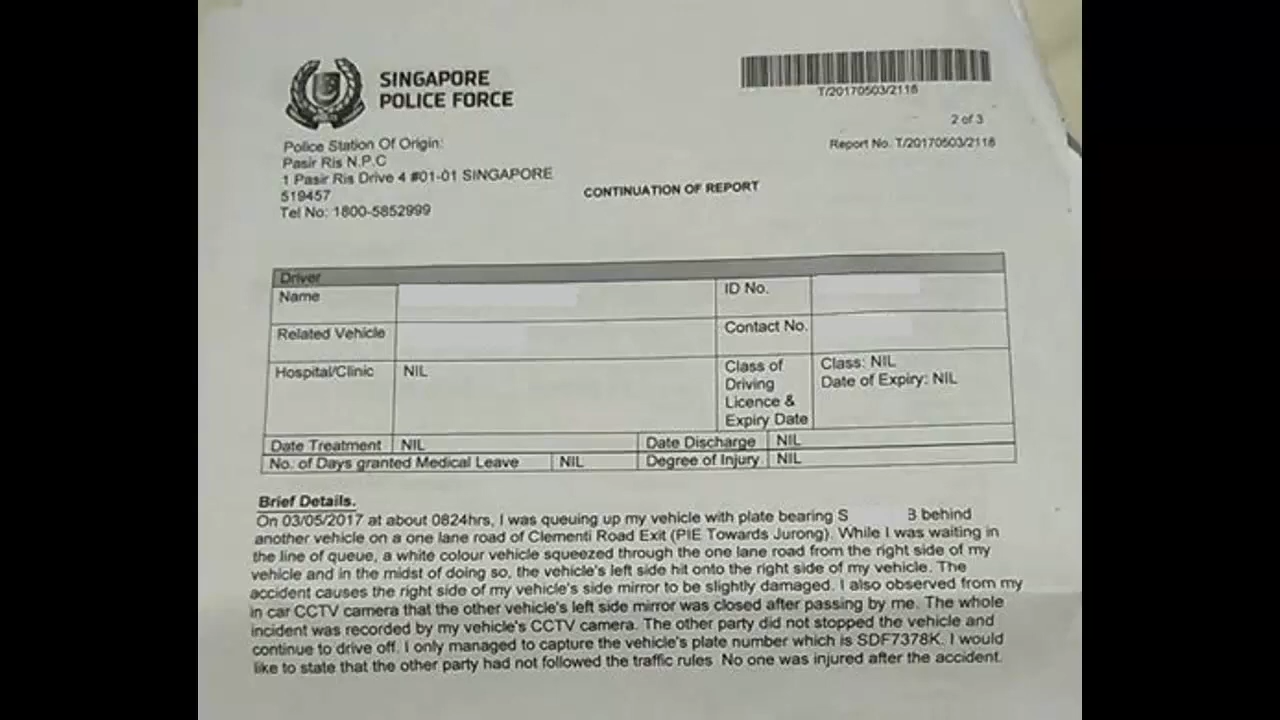 SINGAPORE
POLICE FORCE
T/20170503/2118
2 of 3
Report No. T/20170503/2118
Police Station Of Origin:
Pasir Ris N.P.C
1 Pasir Ris Drive 4 #01-01 SINGAPORE
519457
Tel No: 1800-5852999
CONTINUATION OF REPORT
Driver
Name
ID No.
Related Vehicle
Contact No.
Hospital/Clinic NIL
Class of
Driving
Licence &
Expiry Date
Class: NIL
Date of Expiry: NIL
Date Treatment NIL Date Discharge NIL
No. of Days granted Medical Leave NIL Degree of Injury NIL
Brief Details.
On 03/05/2017 at about 0824hrs, I was queuing up my vehicle with plate bearing S B behind
another vehicle on a one lane road of Clementi Road Exit (PIE Towards Jurong). While I was waiting in
the line of queue, a white colour vehicle squeezed through the one lane road from the right side of my
vehicle and in the midst of doing so, the vehicle's left side hit onto the right side of my vehicle. The
accident causes the right side of my vehicle's side mirror to be slightly damaged. I also observed from my
in car CCTV camera that the other vehicle's left side mirror was closed after passing by me. The whole
incident was recorded by my vehicle's CCTV camera. The other party did not stopped the vehicle and
continue to drive off. I only managed to capture the vehicle's plate number which is SDF7378K. I would
like to state that the other party had not followed the traffic rules. No one was injured after the accident.